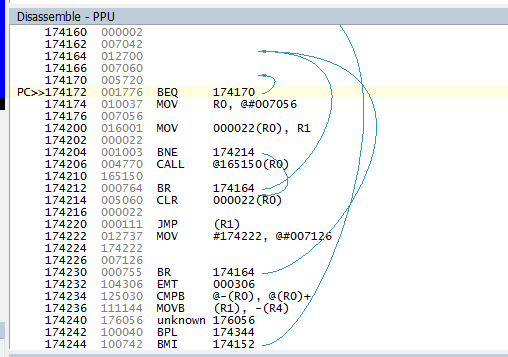 Disassemble - PPU
174160 000002
174162 007042
174164 012700
174166 007060
174170 005720
PC>>174172 001776 BEQ 174170
174174 010037 MOV R0, @#007056
174176 007056
174200 016001 MOV 000022(R0), R1
174202 000022
174204 001003 BNE 174214
174206 004770 CALL @165150(R0)
174210 165150
174212 000764 BR 174164
174214 005060 CLR 000022(R0)
174216 000022
174220 000111 JMP (R1)
174222 012737 MOV #174222, @#007126
174224 174222
174226 007126
174230 000755 BR 174164
174232 104306 EMT 000306
174234 125030 CMPB @-(R0), @(R0)+
174236 111144 MOVB (R1), -(R4)
174240 176056 unknown 176056
174242 100040 BPL 174344
174244 100742 BMI 174152